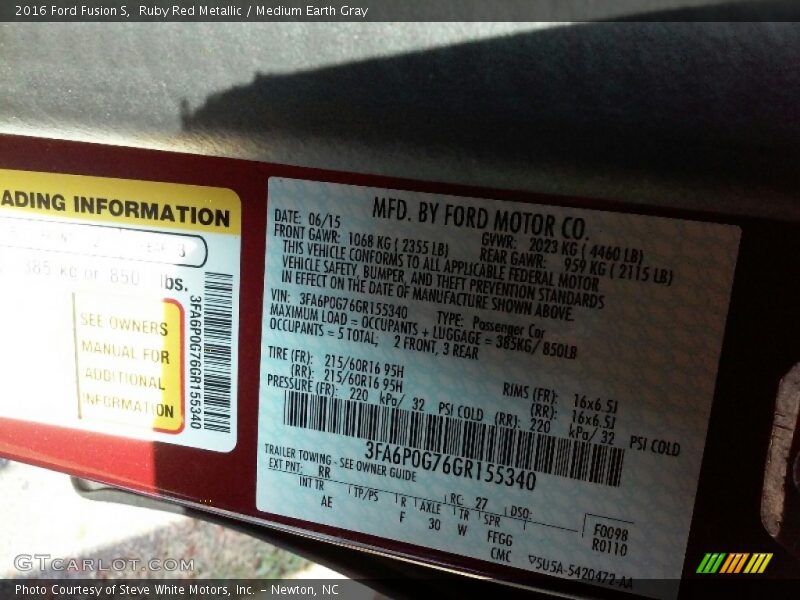 2016 Ford Fusion S,  Ruby Red Metallic / Medium Earth Gray
ADING INFORMATION
385 kg or 850 lbs.
SEE OWNERS
MANUAL FOR
ADDITIONAL
INFORMATION
3FA6P0G76GR155340
MFD. BY FORD MOTOR CO.
DATE: 06/15 GVWR: 2023 KG ( 4460 LB)
FRONT GAWR: 1068 KG ( 2355 LB) REAR GAWR: 959 KG ( 2115 LB)
THIS VEHICLE CONFORMS TO ALL APPLICABLE FEDERAL MOTOR
VEHICLE SAFETY, BUMPER, AND THEFT PREVENTION STANDARDS
IN EFFECT ON THE DATE OF MANUFACTURE SHOWN ABOVE.
VIN: 3FA6P0G76GR155340 TYPE: Passenger Car
MAXIMUM LOAD = OCCUPANTS + LUGGAGE = 385KG/ 850LB
OCCUPANTS = 5 TOTAL, 2 FRONT, 3 REAR
TIRE (FR): 215/60R16 95H RIMS (FR): 16x6.5J
(RR): 215/60R16 95H (RR): 16x6.5J
PRESSURE (FR): 220 kPa/ 32 PSI COLD (RR): 220 kPa/ 32 PSI COLD
3FA6P0G76GR155340
TRAILER TOWING - SEE OWNER GUIDE
EXT PNT: RR RC: 27 DSO:
INT TR TP/PS R AXLE TR SPR
AE F 30 W FFGG
CMC
F0098
R0110
5U5A-5420472-AA
GTCarLot.com
Photo Courtesy of Steve White Motors, Inc. – Newton, NC